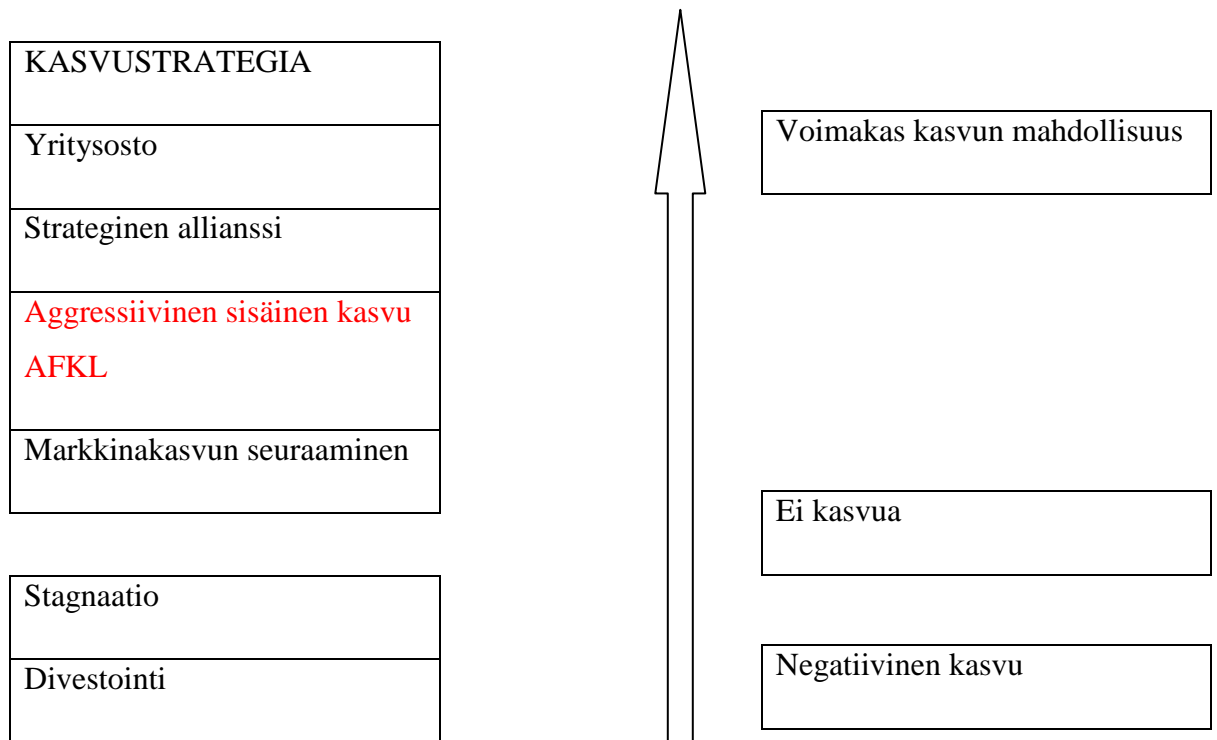 KASVUSTRATEGIA
Yritysosto
Strateginen allianssi
Aggressiivinen sisäinen kasvu
AFKL
Markkinakasvun seuraaminen
Stagnaatio
Divestointi
Voimakas kasvun mahdollisuus
Ei kasvua
Negatiivinen kasvu